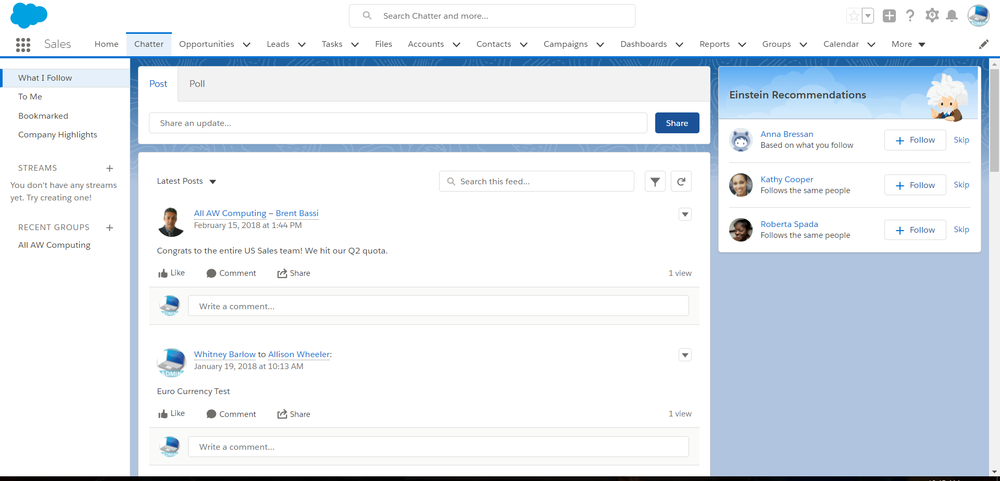 Search Chatter and more...
Sales
Home
Chatter
Opportunities
Leads
Tasks
Files
Accounts
Contacts
Campaigns
Dashboards
Reports
Groups
Calendar
More
What I Follow
To Me
Bookmarked
Company Highlights
STREAMS
You don't have any streams
yet. Try creating one!
RECENT GROUPS
All AW Computing
Post
Poll
Share an update...
Share
Latest Posts
Search this feed...
All AW Computing – Brent Bassi
February 15, 2018 at 1:44 PM
Congrats to the entire US Sales team! We hit our Q2 quota.
Like
Comment
Share
1 view
ADMIN
Write a comment...
Whitney Barlow to Allison Wheeler:
January 19, 2018 at 10:13 AM
ADMIN
Euro Currency Test
Like
Comment
Share
1 view
ADMIN
Write a comment...
ADMIN
Einstein Recommendations
Anna Bressan
Based on what you follow
Follow
Skip
Kathy Cooper
Follows the same people
Follow
Skip
Roberta Spada
Follows the same people
Follow
Skip